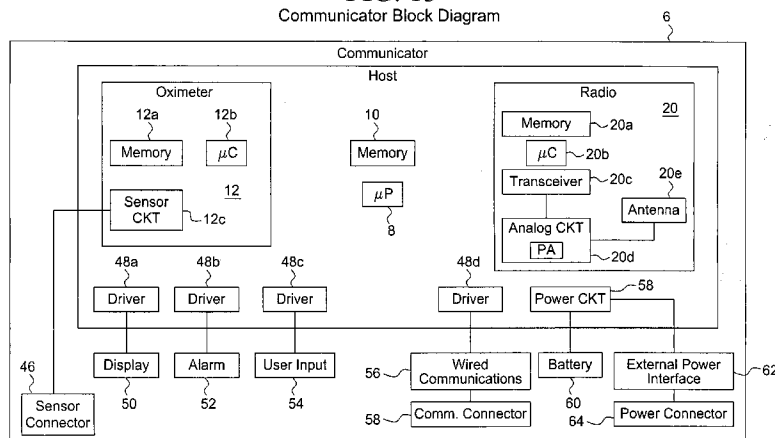 Communicator Block Diagram
6
Communicator
Host
Oximeter
Radio
12a
12b
10
20
Memory
20a
Memory
μC
Memory
μC
20b
20e
12
μP
Transceiver
20c
Sensor
CKT
12c
8
Antenna
Analog CKT
PA
20d
48a
48b
48c
48d
58
Driver
Driver
Driver
Driver
Power CKT
46
Display
Alarm
User Input
56
Wired
Communications
Battery
External Power
Interface
62
50
52
54
60
Sensor
Connector
58
Comm. Connector
64
Power Connector